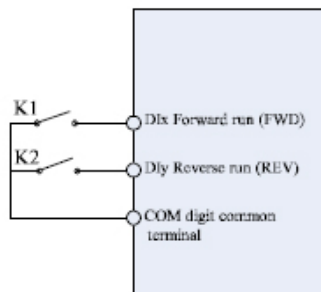 K1
DIx Forward run (FWD)
K2
DIy Reverse run (REV)
COM digit common
terminal